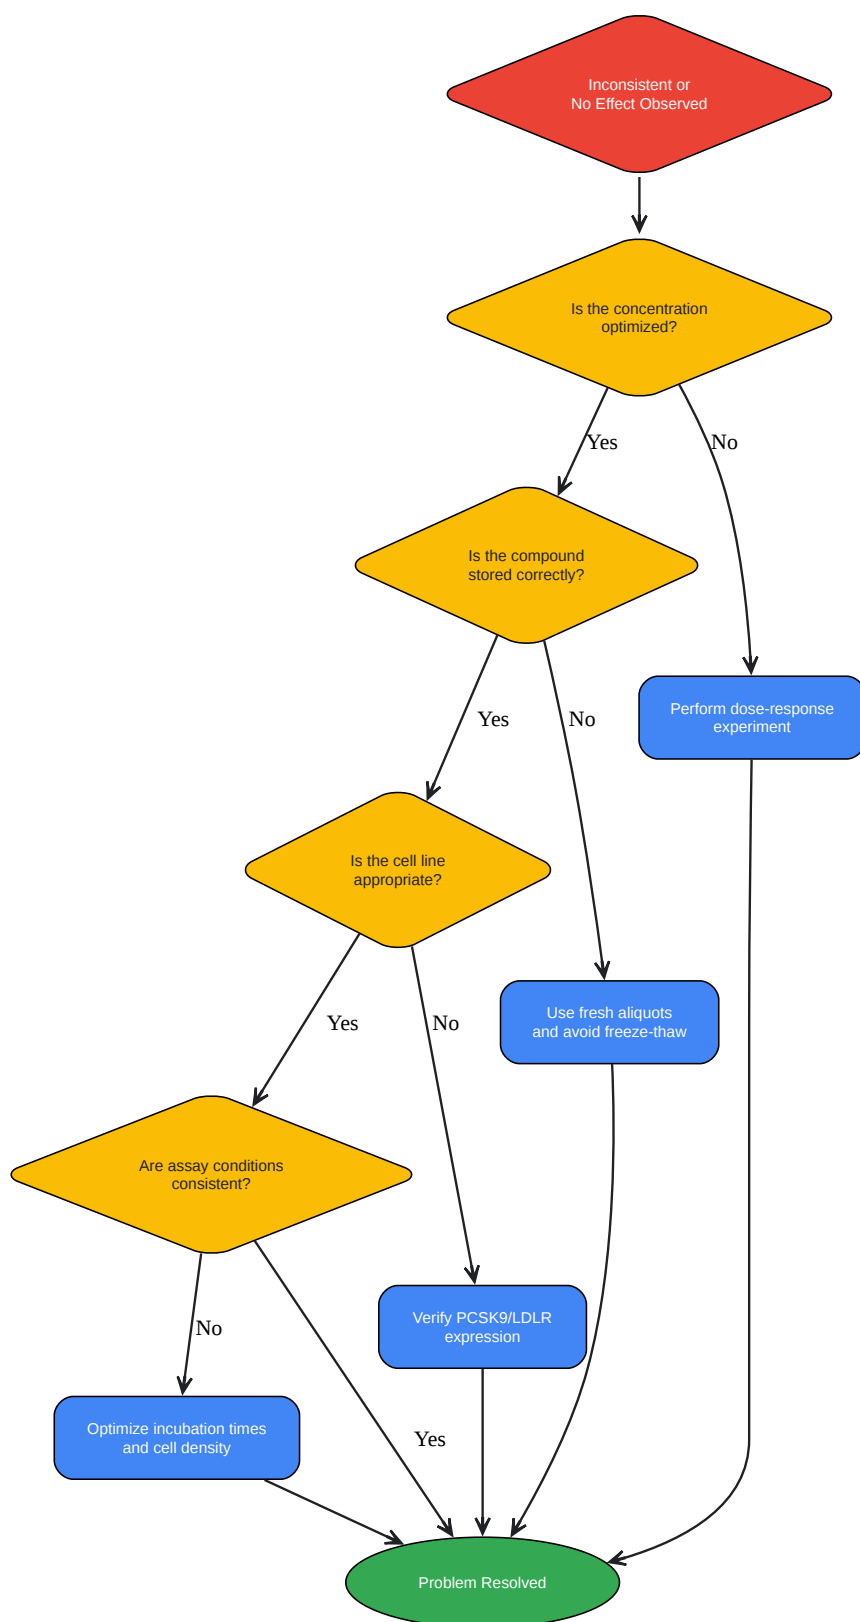 Inconsistent or
No Effect Observed
Is the concentration
optimized?
Yes
No
Is the compound
stored correctly?
Perform dose-response
experiment
Yes
No
Is the cell line
appropriate?
Use fresh aliquots
and avoid freeze-thaw
Yes
No
Are assay conditions
consistent?
Verify PCSK9/LDLR
expression
No
Optimize incubation times
and cell density
Yes
Problem Resolved